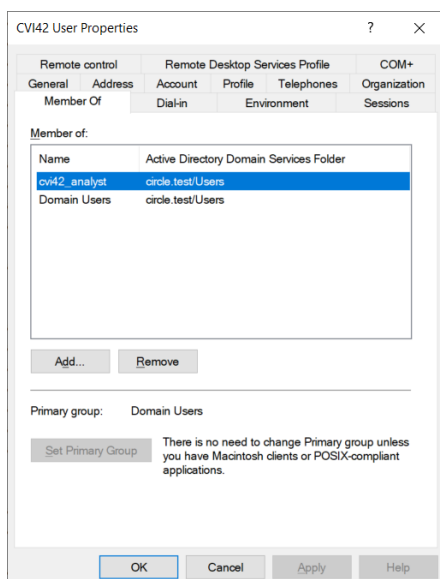 CVI42 User Properties ? ×
Remote control Remote Desktop Services Profile COM+
General Address Account Profile Telephones Organization
Member Of Dial-in Environment Sessions
Member of:
Name Active Directory Domain Services Folder
cvi42_analyst circle.test/Users
Domain Users circle.test/Users
Add... Remove
Primary group: Domain Users
Set Primary Group There is no need to change Primary group unless
you have Macintosh clients or POSIX-compliant
applications.
OK Cancel Apply Help